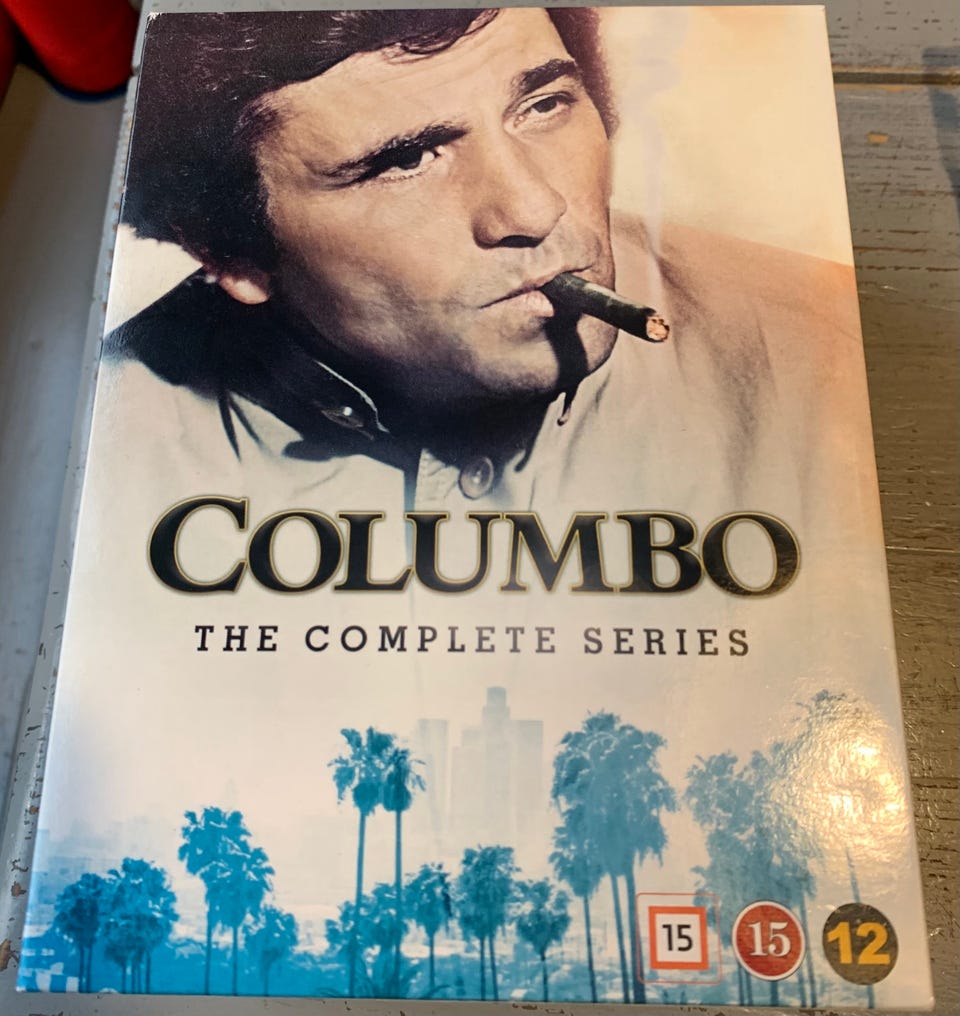 COLUMBO
THE COMPLETE SERIES
15 15 12